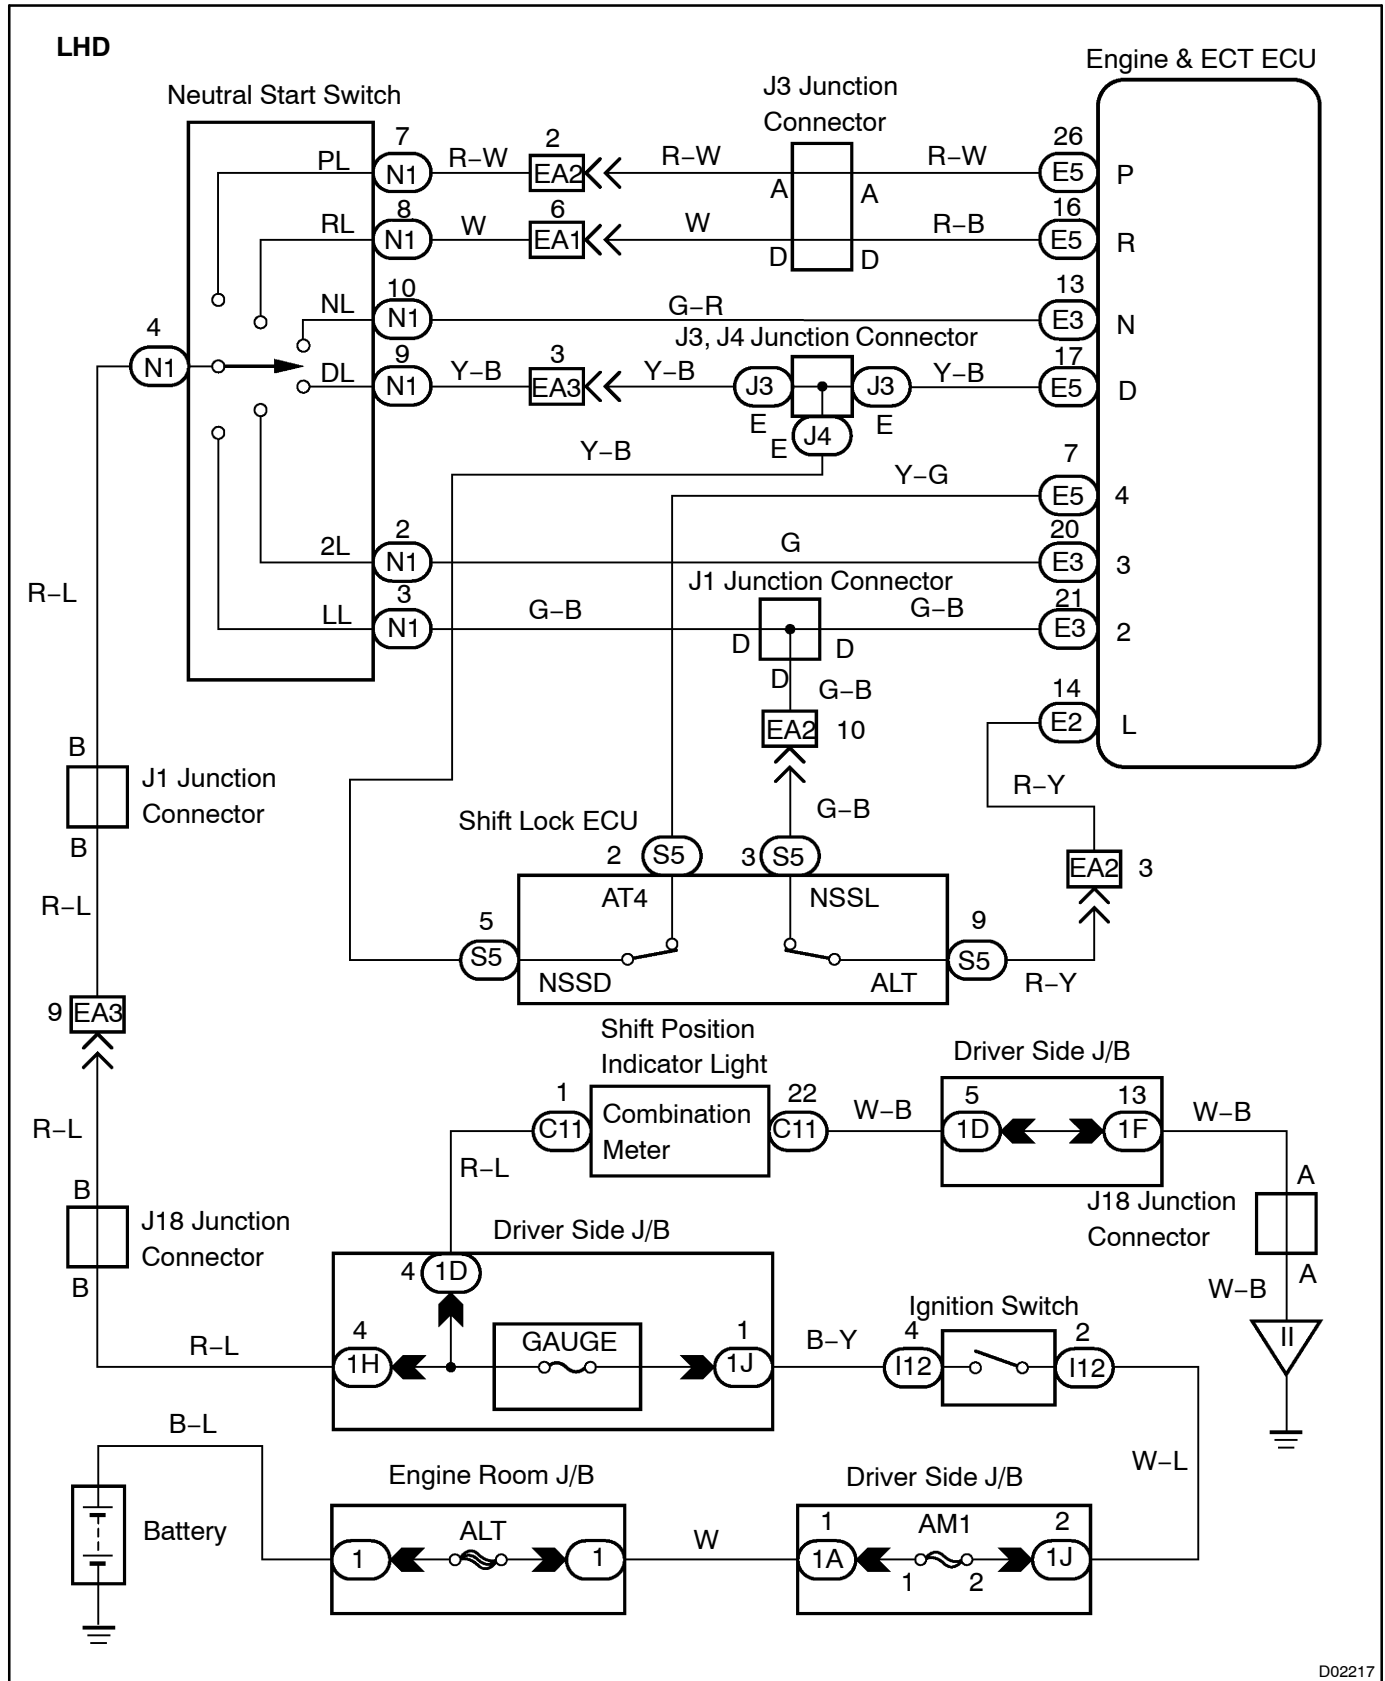 LHD
Engine & ECT ECU
Neutral Start Switch
J3 Junction
Connector
PL
7
N1
R–W
2
EA2
R–W
A
A
R–W
26
E5
P
RL
8
N1
W
6
EA1
W
D
D
R–B
16
E5
R
NL
10
N1
G–R
13
E3
N
J3, J4 Junction Connector
4
N1
DL
9
N1
Y–B
3
EA3
Y–B
J3
E
J3
E
Y–B
17
E5
D
E
J4
Y–B
Y–G
7
E5
4
2L
2
N1
G
20
E3
3
R–L
J1 Junction Connector
LL
3
N1
G–B
D
D
G–B
21
E3
2
D
G–B
EA2
10
14
E2
L
B
J1 Junction
Connector
B
R–Y
G–B
Shift Lock ECU
2
S5
3
S5
EA2
3
R–L
AT4
NSSL
5
S5
9
S5
NSSD
ALT
R–Y
9
EA3
Shift Position
Indicator Light
Driver Side J/B
1
C11
Combination
Meter
22
C11
W–B
5
1D
13
1F
W–B
R–L
R–L
A
J18 Junction
Connector
A
B
J18 Junction
Connector
B
Driver Side J/B
4
1D
W–B
II
Ignition Switch
R–L
4
1H
GAUGE
1
1J
B–Y
4
I12
2
I12
B–L
W–L
Engine Room J/B
Driver Side J/B
Battery
1
ALT
1
W
1
1A
AM1
1
2
2
1J
D02217